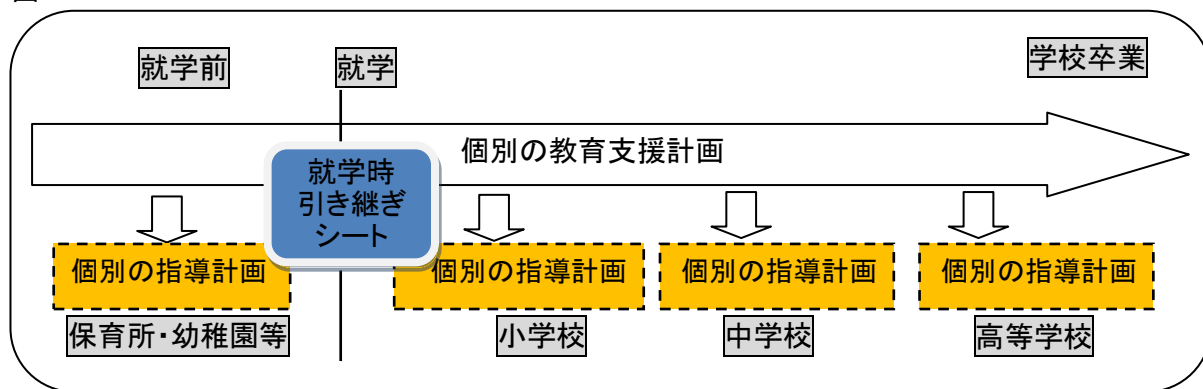 就学前
就学
学校卒業
個別の教育支援計画
就学時
引き継ぎ
シート
個別の指導計画
個別の指導計画
個別の指導計画
個別の指導計画
保育所・幼稚園等
小学校
中学校
高等学校